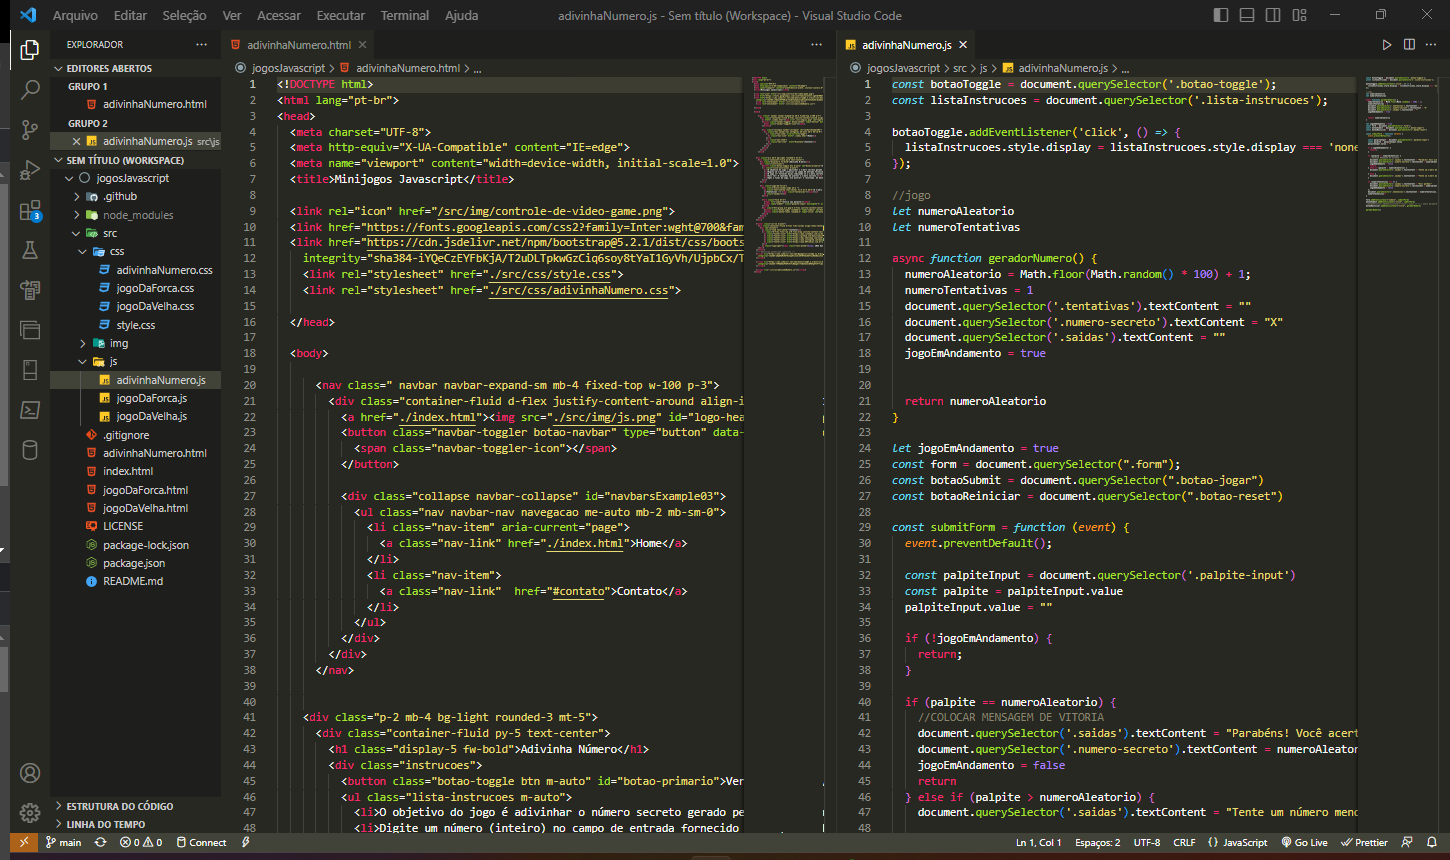 Arquivo Editar Seleção Ver Acessar Executar Terminal Ajuda
adivinhaNumero.js - Sem título (Workspace) - Visual Studio Code
EXPLORADOR
EDITORES ABERTOS
GRUPO 1
adivinhaNumero.html
GRUPO 2
adivinhaNumero.js src\js
SEM TÍTULO (WORKSPACE)
jogosJavascript
.github
node_modules
src
css
adivinhaNumero.css
jogoDaForca.css
jogoDaVelha.css
style.css
img
js
adivinhaNumero.js
jogoDaForca.js
jogoDaVelha.js
.gitignore
adivinhaNumero.html
index.html
jogoDaForca.html
jogoDaVelha.html
LICENSE
package-lock.json
package.json
README.md
3
ESTRUTURA DO CÓDIGO
LINHA DO TEMPO
adivinhaNumero.html
jogosJavascript > adivinhaNumero.html > ...
1 <!DOCTYPE html>
2 <html lang="pt-br">
3 <head>
4 <meta charset="UTF-8">
5 <meta http-equiv="X-UA-Compatible" content="IE=edge">
6 <meta name="viewport" content="width=device-width, initial-scale=1.0">
7 <title>Minijogos Javascript</title>
8
9 <link rel="icon" href="/src/img/controle-de-video-game.png">
10 <link href="https://fonts.googleapis.com/css2?family=Inter:wght@700&fam
11 <link href="https://cdn.jsdelivr.net/npm/bootstrap@5.2.1/dist/css/boots
12 integrity="sha384-iYQeCzEYFbKjA/T2uDLTpkwGzCiq6soy8tYaI1GyVh/UjpbCx/T
13 <link rel="stylesheet" href="./src/css/style.css">
14 <link rel="stylesheet" href="./src/css/adivinhaNumero.css">
15
16 </head>
17
18 <body>
19
20 <nav class=" navbar navbar-expand-sm mb-4 fixed-top w-100 p-3">
21 <div class="container-fluid d-flex justify-content-around align-i
22 <a href="./index.html"><img src="./src/img/js.png" id="logo-hea
23 <button class="navbar-toggler botao-navbar" type="button" data-
24 <span class="navbar-toggler-icon"></span>
25 </button>
26
27 <div class="collapse navbar-collapse" id="navbarsExample03">
28 <ul class="nav navbar-nav navegacao me-auto mb-2 mb-sm-0">
29 <li class="nav-item" aria-current="page">
30 <a class="nav-link" href="./index.html">Home</a>
31 </li>
32 <li class="nav-item">
33 <a class="nav-link" href="#contato">Contato</a>
34 </li>
35 </ul>
36 </div>
37 </div>
38 </nav>
39
40
41 <div class="p-2 mb-4 bg-light rounded-3 mt-5">
42 <div class="container-fluid py-5 text-center">
43 <h1 class="display-5 fw-bold">Adivinha Número</h1>
44 <div class="instrucoes">
45 <button class="botao-toggle btn m-auto" id="botao-primario">Ver
46 <ul class="lista-instrucoes m-auto">
47 <li>O objetivo do jogo é adivinhar o número secreto gerado pe
48 <li>Digite um número (inteiro) no campo de entrada fornecido
adivinhaNumero.js
jogosJavascript > src > js > adivinhaNumero.js > ...
1 const botaoToggle = document.querySelector('.botao-toggle');
2 const listaInstrucoes = document.querySelector('.lista-instrucoes');
3
4 botaoToggle.addEventListener('click', () => {
5 listaInstrucoes.style.display = listaInstrucoes.style.display === 'none
6 });
7
8 //jogo
9 let numeroAleatorio
10 let numeroTentativas
11
12 async function geradorNumero() {
13 numeroAleatorio = Math.floor(Math.random() * 100) + 1;
14 numeroTentativas = 1
15 document.querySelector('.tentativas').textContent = ""
16 document.querySelector('.numero-secreto').textContent = "X"
17 document.querySelector('.saidas').textContent = ""
18 jogoEmAndamento = true
19
20
21 return numeroAleatorio
22 }
23
24 let jogoEmAndamento = true
25 const form = document.querySelector(".form");
26 const botaoSubmit = document.querySelector(".botao-jogar")
27 const botaoReiniciar = document.querySelector(".botao-reset")
28
29 const submitForm = function (event) {
30 event.preventDefault();
31
32 const palpiteInput = document.querySelector('.palpite-input')
33 const palpite = palpiteInput.value
34 palpiteInput.value = ""
35
36 if (!jogoEmAndamento) {
37 return;
38 }
39
40 if (palpite == numeroAleatorio) {
41 //COLOCAR MENSAGEM DE VITORIA
42 document.querySelector('.saidas').textContent = "Parabéns! Você acert
43 document.querySelector('.numero-secreto').textContent = numeroAleator
44 jogoEmAndamento = false
45 return
46 } else if (palpite > numeroAleatorio) {
47 document.querySelector('.saidas').textContent = "Tente um número meno
48
main 0 0 Connect
Ln 1, Col 1 Espaços: 2 UTF-8 CRLF {} JavaScript Go Live Prettier